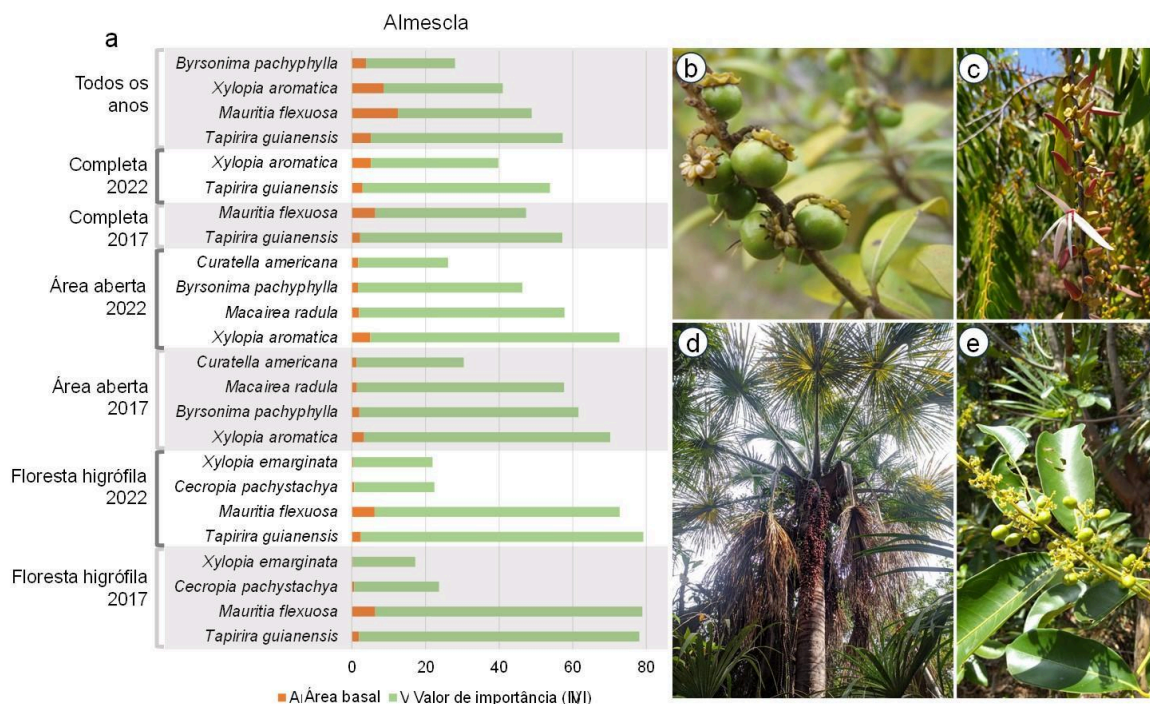 Almescla
a
Todos os
anos
Byrsonima pachyphylla
Xylopia aromatica
Mauritia flexuosa
Tapirira guianensis
Completa
2022
Xylopia aromatica
Tapirira guianensis
Completa
2017
Mauritia flexuosa
Tapirira guianensis
Área aberta
2022
Curatella americana
Byrsonima pachyphylla
Macairea radula
Xylopia aromatica
Área aberta
2017
Curatella americana
Macairea radula
Byrsonima pachyphylla
Xylopia aromatica
Floresta higrófila
2022
Xylopia emarginata
Cecropia pachystachya
Mauritia flexuosa
Tapirira guianensis
Floresta higrófila
2017
Xylopia emarginata
Cecropia pachystachya
Mauritia flexuosa
Tapirira guianensis
0 20 40 60 80
Área basal Valor de importância (IVI)
b
c
d
e